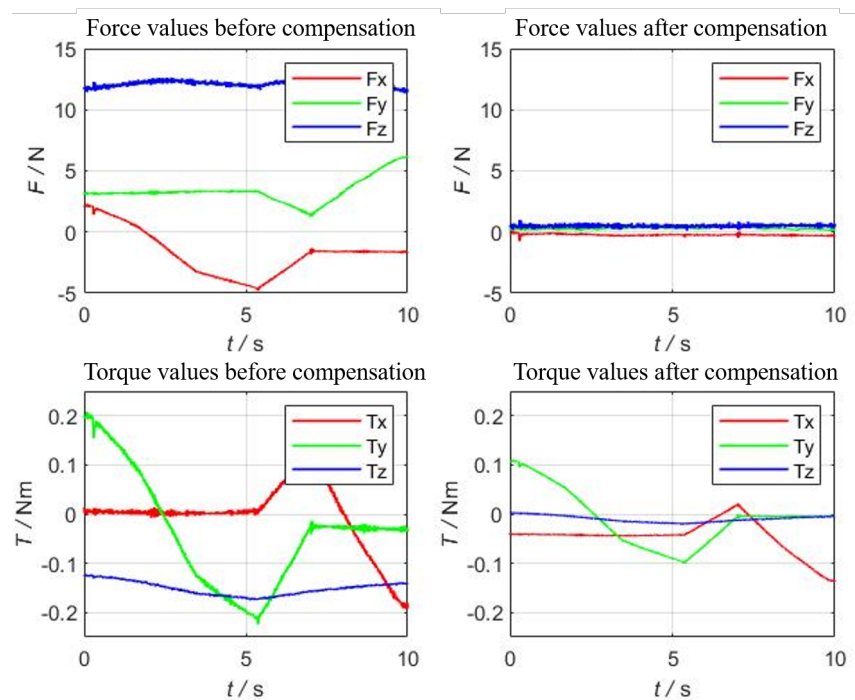 Force values before compensation
15
10
5
0
-5
F / N
0
5
10
t / s
Fx
Fy
Fz
Force values after compensation
15
10
5
0
-5
F / N
0
5
10
t / s
Fx
Fy
Fz
Torque values before compensation
0.2
0.1
0
-0.1
-0.2
T / Nm
0
5
10
t / s
Tx
Ty
Tz
Torque values after compensation
0.2
0.1
0
-0.1
-0.2
T / Nm
0
5
10
t / s
Tx
Ty
Tz